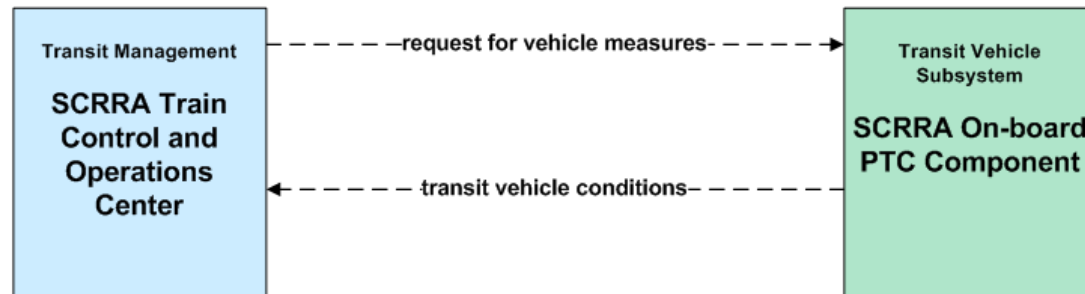 Transit Management
SCRRA Train
Control and
Operations
Center
request for vehicle measures
transit vehicle conditions
Transit Vehicle
Subsystem
SCRRA On-board
PTC Component